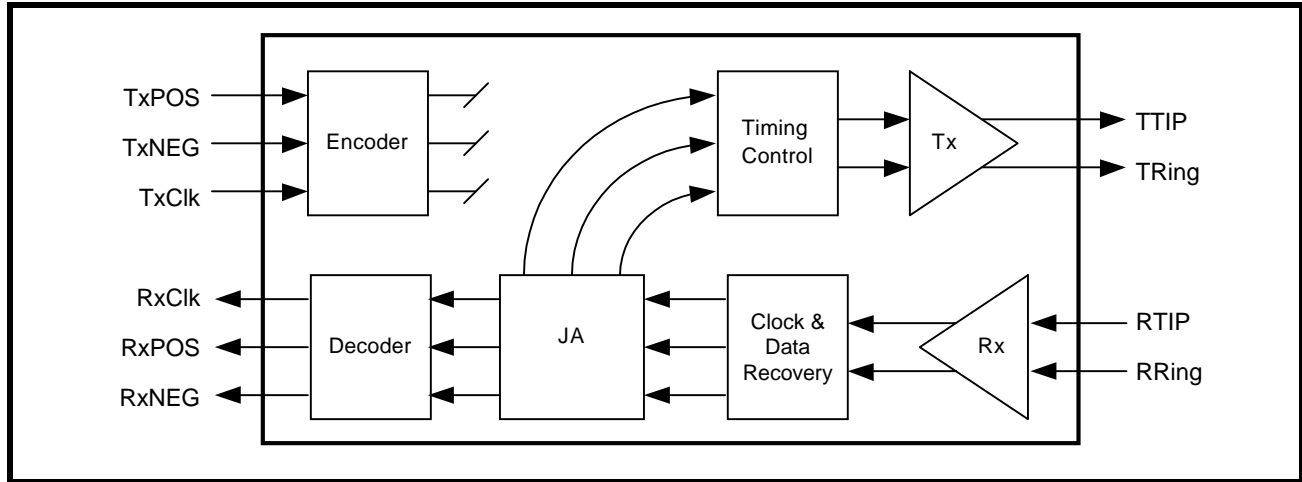 TxPOS
TxNEG
TxClk
Encoder
Timing
Control
Tx
TTIP
TRing
RxClk
RxPOS
RxNEG
Decoder
JA
Clock &
Data
Recovery
Rx
RTIP
RRing